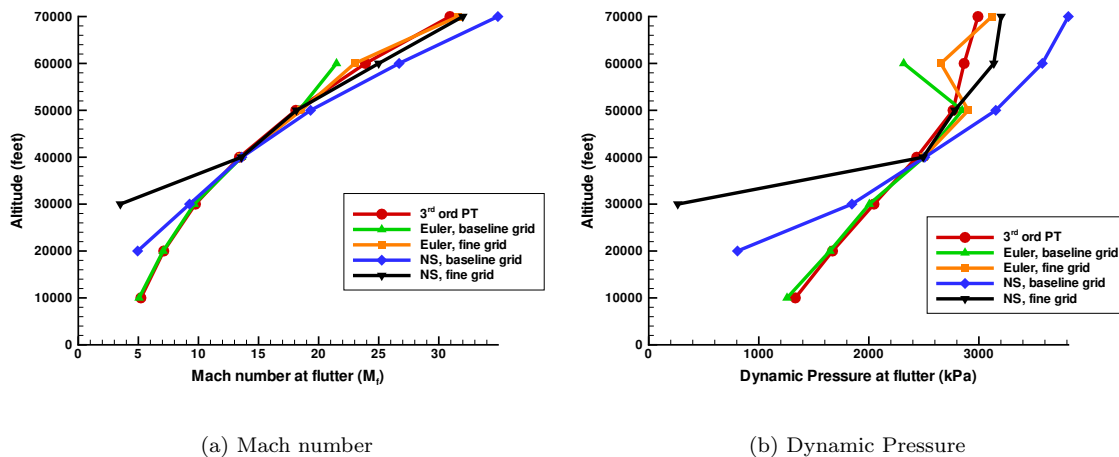 70000
60000
50000
40000
30000
20000
10000
0
Altitude (feet)
0 5 10 15 20 25 30
Mach number at flutter (Mf)
3rd ord PT
Euler, baseline grid
Euler, fine grid
NS, baseline grid
NS, fine grid
(a) Mach number
70000
60000
50000
40000
30000
20000
10000
0
Altitude (feet)
0 1000 2000 3000
Dynamic Pressure at flutter (kPa)
3rd ord PT
Euler, baseline grid
Euler, fine grid
NS, baseline grid
NS, fine grid
(b) Dynamic Pressure